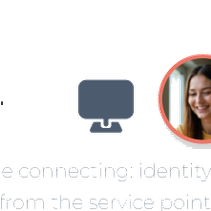 e connecting; identity
from the service point